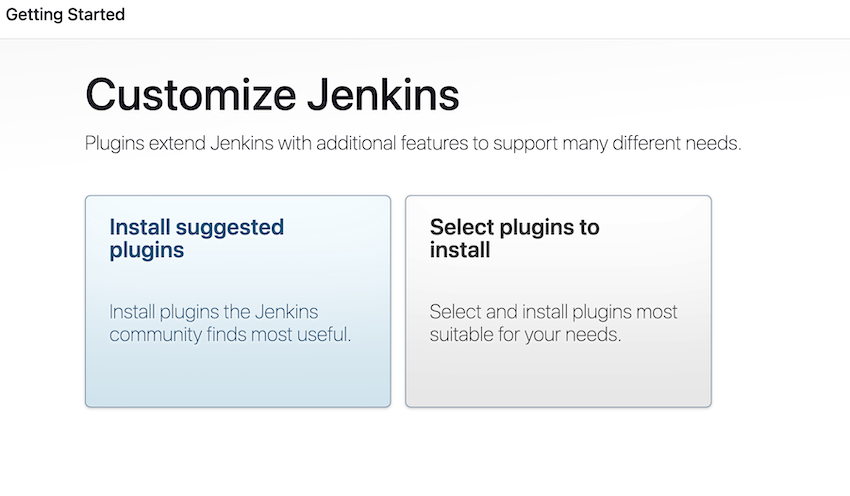 Getting Started
Customize Jenkins
Plugins extend Jenkins with additional features to support many different needs.
Install suggested
plugins
Install plugins the Jenkins
community finds most useful.
Select plugins to
install
Select and install plugins most
suitable for your needs.